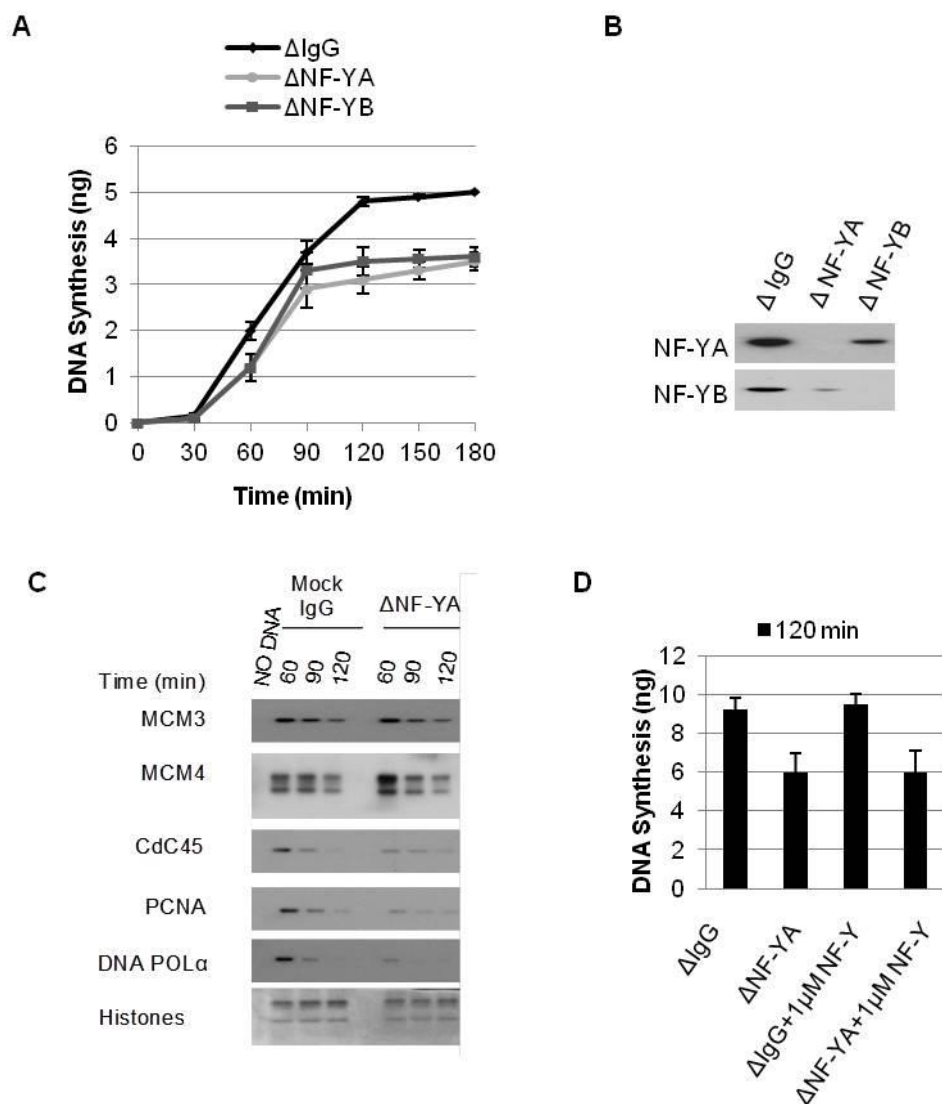 A
ΔIgG
ΔNF-YA
ΔNF-YB
DNA Synthesis (ng)
6
5
4
3
2
1
0
0 30 60 90 120 150 180
Time (min)
B
ΔIgG ΔNF-YA ΔNF-YB
NF-YA
NF-YB
C
Mock IgG
ΔNF-YA
NO DNA
Time (min) 60 90 120 60 90 120
MCM3
MCM4
CdC45
PCNA
DNA POLα
Histones
D
120 min
DNA Synthesis (ng)
12
10
8
6
4
2
0
ΔIgG
ΔNF-YA
ΔIgG+1μM NF-Y
ΔNF-YA+1μM NF-Y